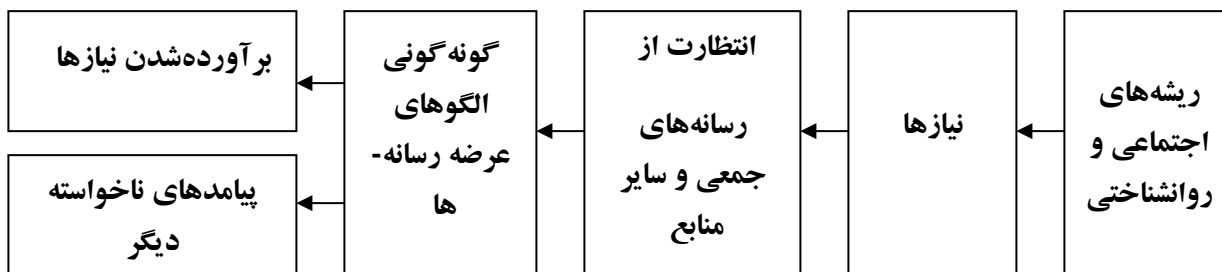 ریشه‌های
اجتماعی و
روانشناختی
نیازها
انتظارت از
رسانه‌های
جمعی و سایر
منابع
گونه‌گونی
الگوهای
عرضه رسانه-
ها
برآورده‌شدن نیازها
پیامدهای ناخواسته
دیگر